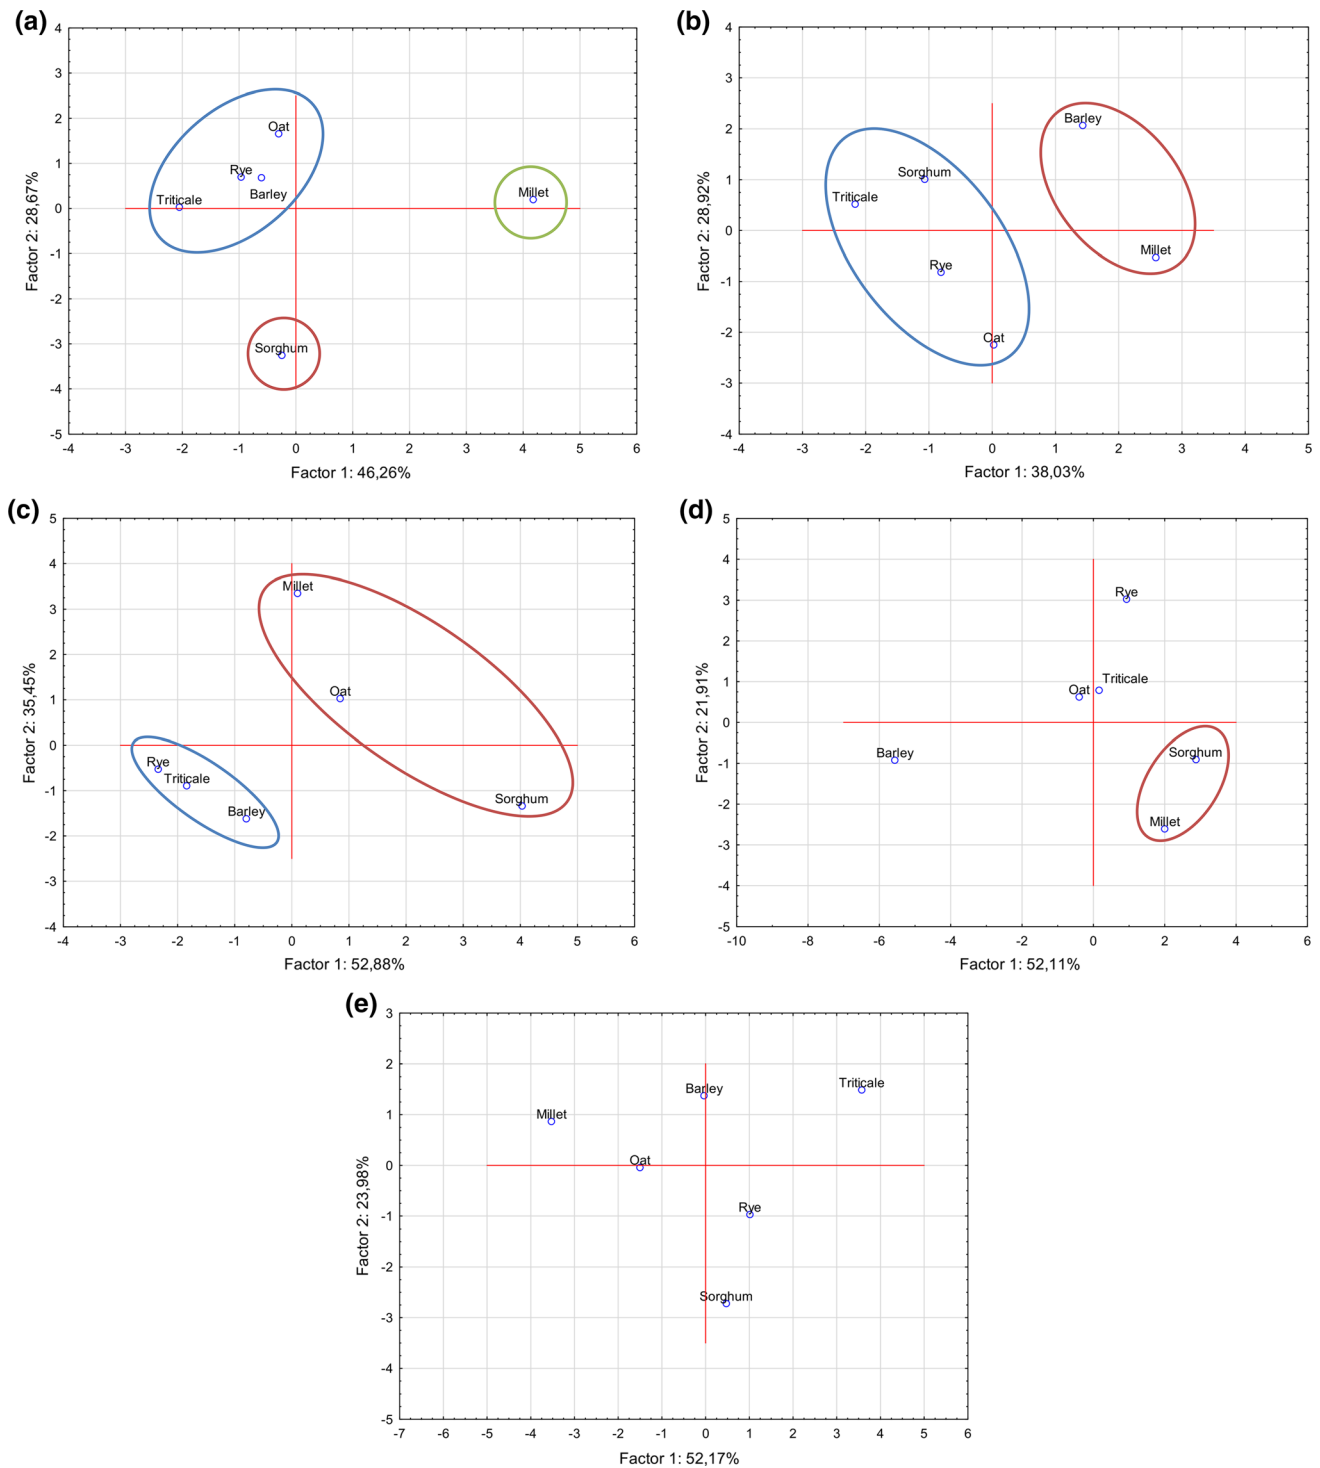 (a)
4
3
2
1
0
-1
-2
-3
-4
-5
Factor 2: 28,67%
Oat
Rye
Barley
Triticale
Millet
Sorghum
-4 -3 -2 -1 0 1 2 3 4 5 6
Factor 1: 46,26%
(b)
4
3
2
1
0
-1
-2
-3
-4
Factor 2: 28,92%
Barley
Sorghum
Triticale
Millet
Rye
Oat
-4 -3 -2 -1 0 1 2 3 4 5
Factor 1: 38,03%
(c)
5
4
3
2
1
0
-1
-2
-3
-4
Factor 2: 35,45%
Millet
Oat
Rye
Triticale
Barley
Sorghum
-4 -3 -2 -1 0 1 2 3 4 5 6
Factor 1: 52,88%
(d)
5
4
3
2
1
0
-1
-2
-3
-4
-5
Factor 2: 21,91%
Rye
Triticale
Oat
Barley
Sorghum
Millet
-10 -8 -6 -4 -2 0 2 4 6
Factor 1: 52,11%
(e)
3
2
1
0
-1
-2
-3
-4
-5
Factor 2: 23,98%
Triticale
Barley
Millet
Oat
Rye
Sorghum
-7 -6 -5 -4 -3 -2 -1 0 1 2 3 4 5 6
Factor 1: 52,17%